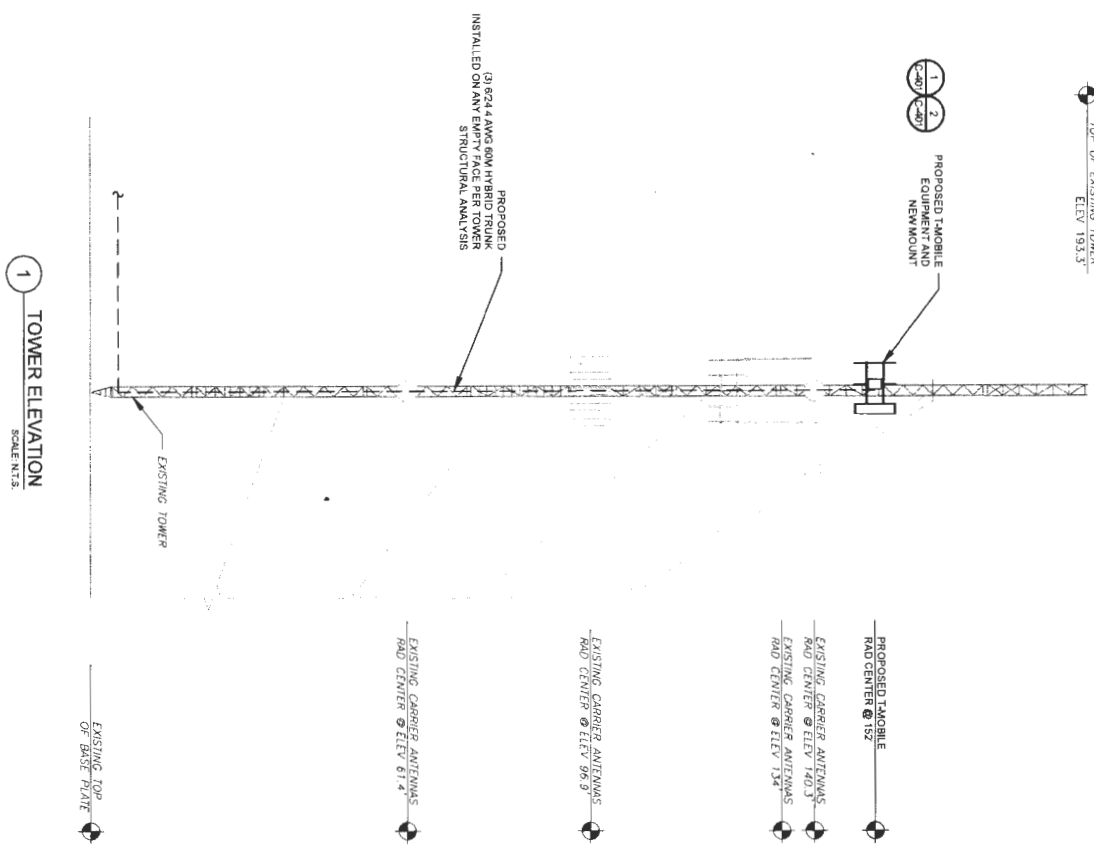 TOP OF EXISTING TOWER
ELEV 193.3'
1
C-401
2
C-401
PROPOSED T-MOBILE
EQUIPMENT AND
NEW MOUNT
PROPOSED T-MOBILE
RAD CENTER @ 152
EXISTING CARRIER ANTENNAS
RAD CENTER @ ELEV 140.3'
EXISTING CARRIER ANTENNAS
RAD CENTER @ ELEV 134'
EXISTING CARRIER ANTENNAS
RAD CENTER @ ELEV 96.9'
PROPOSED
(3) 6/24 4 AWG 60M HYBRID TRUNK
INSTALLED ON ANY EMPTY FACE PER TOWER
STRUCTURAL ANALYSIS
EXISTING CARRIER ANTENNAS
RAD CENTER @ ELEV 61.4'
EXISTING TOWER
EXISTING TOP
OF BASE PLATE
1
TOWER ELEVATION
SCALE: N.T.S.